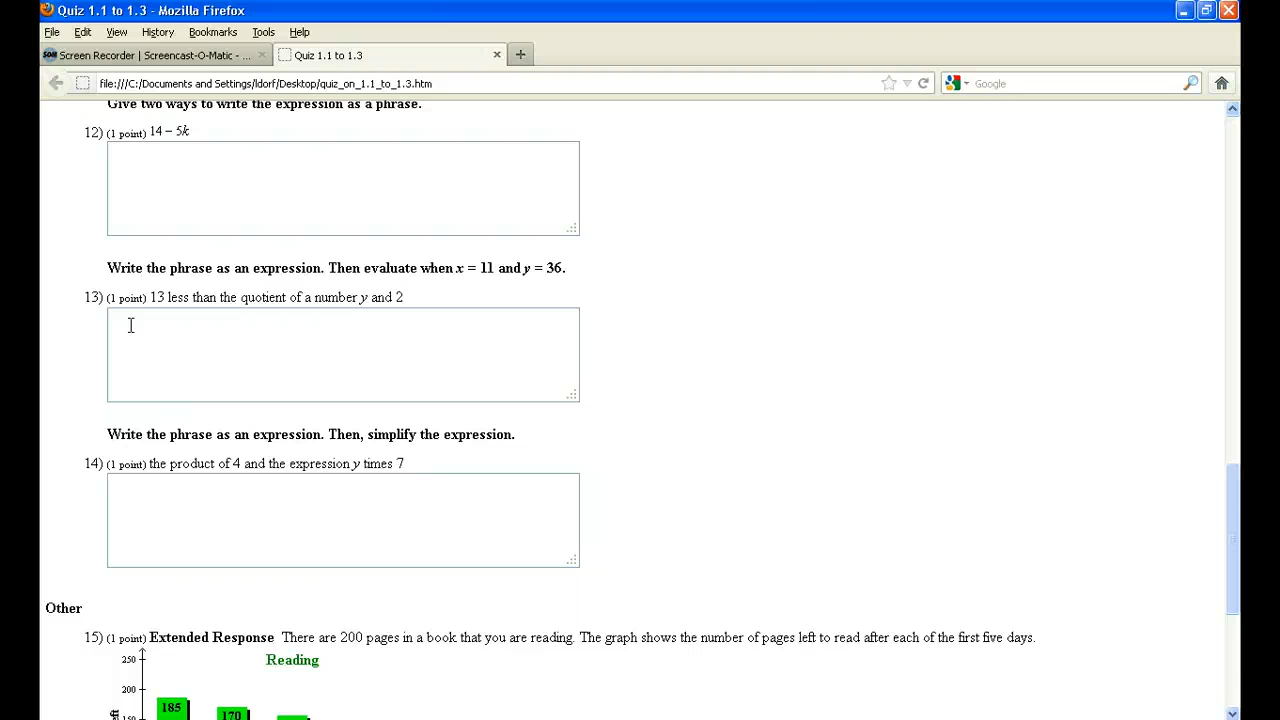 Quiz 1.1 to 1.3 - Mozilla Firefox
File Edit View History Bookmarks Tools Help
SOM Screen Recorder | Screencast-O-Matic - ... Quiz 1.1 to 1.3
file:///C:/Documents and Settings/ldorf/Desktop/quiz_on_1.1_to_1.3.htm Google
Give two ways to write the expression as a phrase.
12) (1 point) 14 – 5k
Write the phrase as an expression. Then evaluate when x = 11 and y = 36.
13) (1 point) 13 less than the quotient of a number y and 2
Write the phrase as an expression. Then, simplify the expression.
14) (1 point) the product of 4 and the expression y times 7
Other
15) (1 point) Extended Response There are 200 pages in a book that you are reading. The graph shows the number of pages left to read after each of the first five days.
250 Reading
200
185
170
150